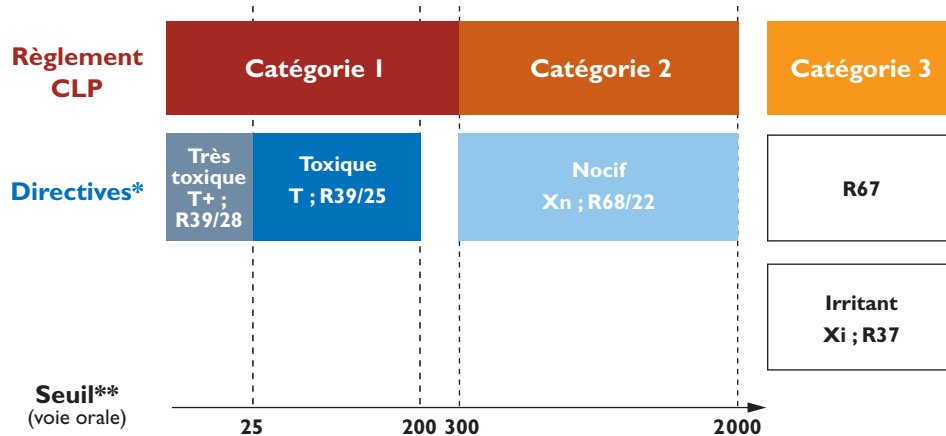 Règlement
CLP
Catégorie 1
Catégorie 2
Catégorie 3
Directives*
Très
toxique
T+ ;
R39/28
Toxique
T ; R39/25
Nocif
Xn ; R68/22
R67
Irritant
Xi ; R37
Seuil**
(voie orale)
25
200
300
2000